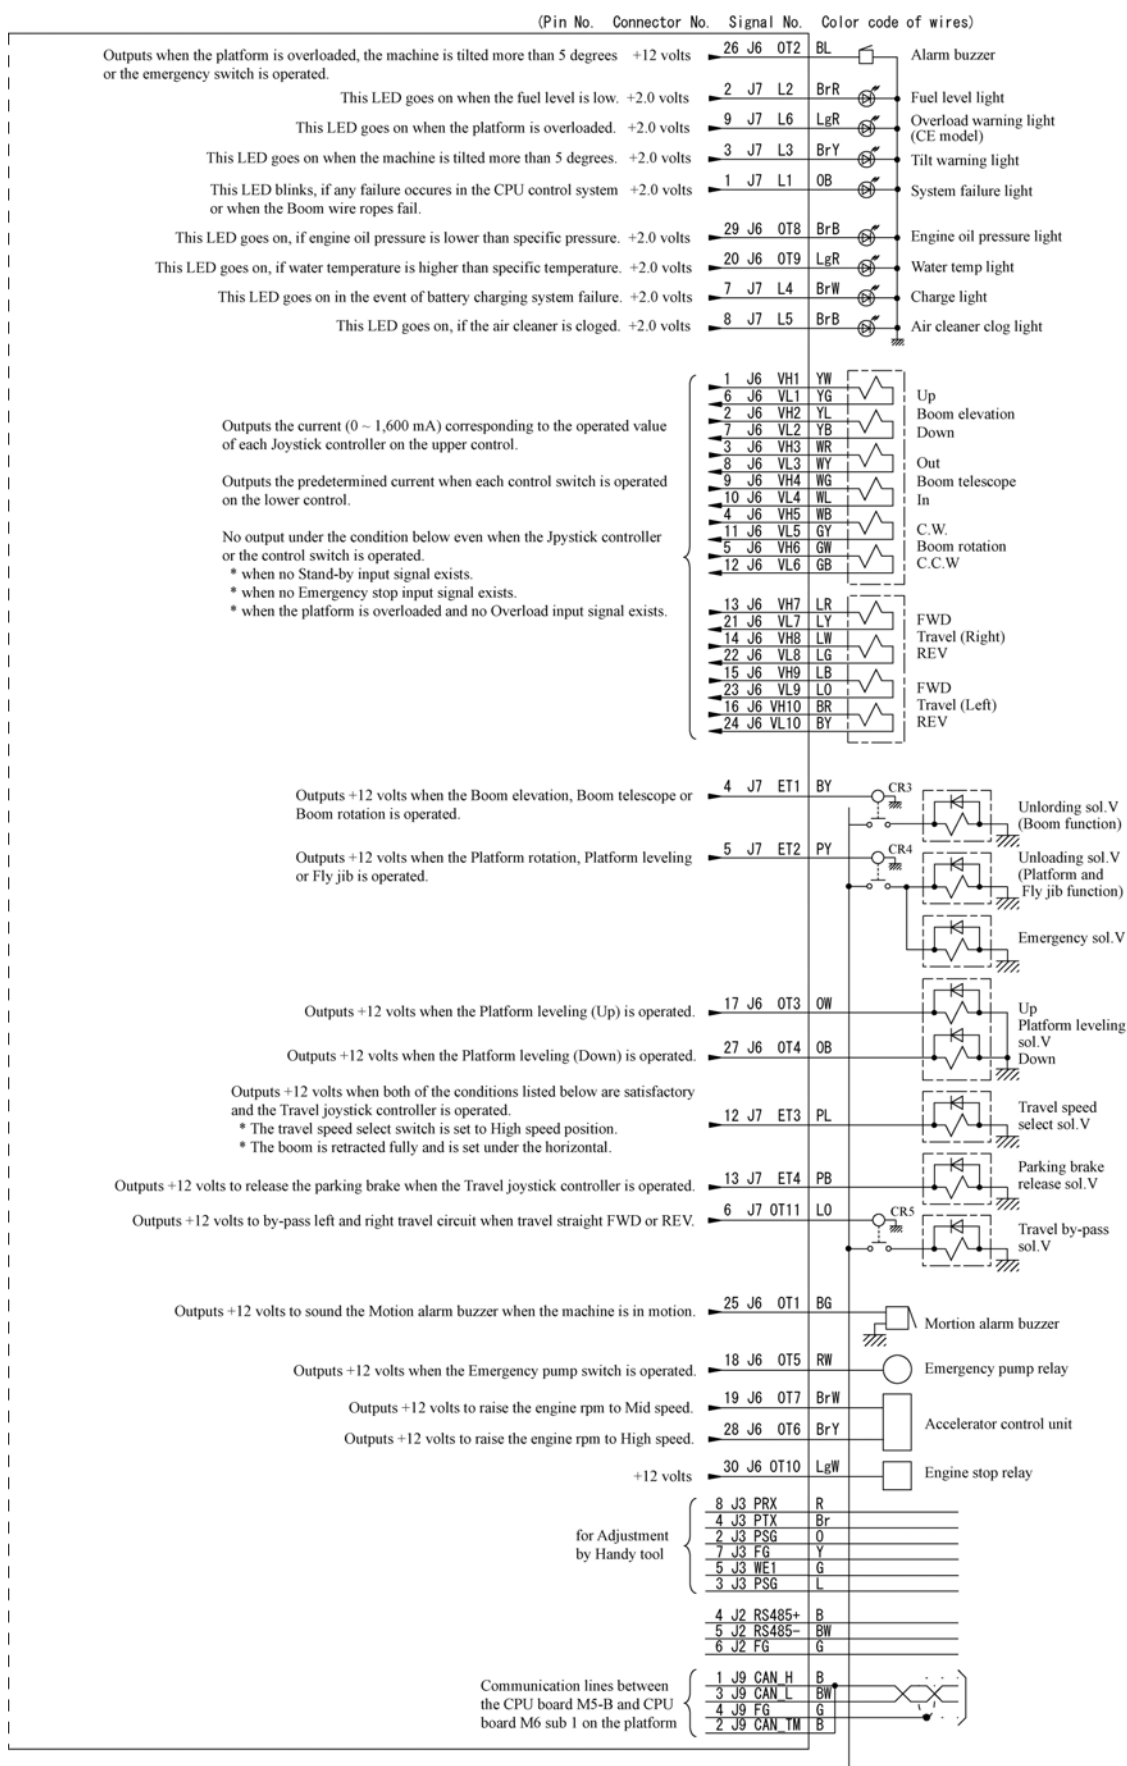 (Pin No. Connector No. Signal No. Color code of wires)
Outputs when the platform is overloaded, the machine is tilted more than 5 degrees +12 volts 26 J6 OT2 BL Alarm buzzer
or the emergency switch is operated.
This LED goes on when the fuel level is low. +2.0 volts 2 J7 L2 BrR Fuel level light
This LED goes on when the platform is overloaded. +2.0 volts 9 J7 L6 LgR Overload warning light
(CE model)
This LED goes on when the machine is tilted more than 5 degrees. +2.0 volts 3 J7 L3 BrY Tilt warning light
This LED blinks, if any failure occures in the CPU control system +2.0 volts 1 J7 L1 OB System failure light
or when the Boom wire ropes fail.
This LED goes on, if engine oil pressure is lower than specific pressure. +2.0 volts 29 J6 OT8 BrB Engine oil pressure light
This LED goes on, if water temperature is higher than specific temperature. +2.0 volts 20 J6 OT9 LgR Water temp light
This LED goes on in the event of battery charging system failure. +2.0 volts 7 J7 L4 BrW Charge light
This LED goes on, if the air cleaner is cloged. +2.0 volts 8 J7 L5 BrB Air cleaner clog light
Outputs the current (0 ~ 1,600 mA) corresponding to the operated value
of each Joystick controller on the upper control.
Outputs the predetermined current when each control switch is operated
on the lower control.
No output under the condition below even when the Jpystick controller
or the control switch is operated.
* when no Stand-by input signal exists.
* when no Emergency stop input signal exists.
* when the platform is overloaded and no Overload input signal exists.
1 J6 VH1 YW
6 J6 VL1 YG Up
2 J6 VH2 YL Boom elevation
7 J6 VL2 YB Down
3 J6 VH3 WR
8 J6 VL3 WY Out
9 J6 VH4 WG Boom telescope
10 J6 VL4 WL In
4 J6 VH5 WB
11 J6 VL5 GY C.W.
5 J6 VH6 GW Boom rotation
12 J6 VL6 GB C.C.W
13 J6 VH7 LR
21 J6 VL7 LY FWD
14 J6 VH8 LW Travel (Right)
22 J6 VL8 LG REV
15 J6 VH9 LB
23 J6 VL9 LO FWD
16 J6 VH10 BR Travel (Left)
24 J6 VL10 BY REV
Outputs +12 volts when the Boom elevation, Boom telescope or 4 J7 ET1 BY CR3 Unlording sol.V
Boom rotation is operated. (Boom function)
Outputs +12 volts when the Platform rotation, Platform leveling 5 J7 ET2 PY CR4 Unloading sol.V
or Fly jib is operated. (Platform and
Fly jib function)
Emergency sol.V
Outputs +12 volts when the Platform leveling (Up) is operated. 17 J6 OT3 OW Up
Platform leveling
sol.V
Outputs +12 volts when the Platform leveling (Down) is operated. 27 J6 OT4 OB Down
Outputs +12 volts when both of the conditions listed below are satisfactory
and the Travel joystick controller is operated. 12 J7 ET3 PL Travel speed
* The travel speed select switch is set to High speed position. select sol.V
* The boom is retracted fully and is set under the horizontal.
Outputs +12 volts to release the parking brake when the Travel joystick controller is operated. 13 J7 ET4 PB Parking brake
release sol.V
Outputs +12 volts to by-pass left and right travel circuit when travel straight FWD or REV. 6 J7 OT11 LO CR5 Travel by-pass
sol.V
Outputs +12 volts to sound the Motion alarm buzzer when the machine is in motion. 25 J6 OT1 BG Mortion alarm buzzer
Outputs +12 volts when the Emergency pump switch is operated. 18 J6 OT5 RW Emergency pump relay
Outputs +12 volts to raise the engine rpm to Mid speed. 19 J6 OT7 BrW Accelerator control unit
Outputs +12 volts to raise the engine rpm to High speed. 28 J6 OT6 BrY
+12 volts 30 J6 OT10 LgW Engine stop relay
for Adjustment
by Handy tool
8 J3 PRX R
4 J3 PTX Br
2 J3 PSG O
7 J3 FG Y
5 J3 WE1 G
3 J3 PSG L
4 J2 RS485+ B
5 J2 RS485- BW
6 J2 FG G
Communication lines between
the CPU board M5-B and CPU
board M6 sub 1 on the platform
1 J9 CAN_H B
3 J9 CAN_L BW
4 J9 FG G
2 J9 CAN_TM B